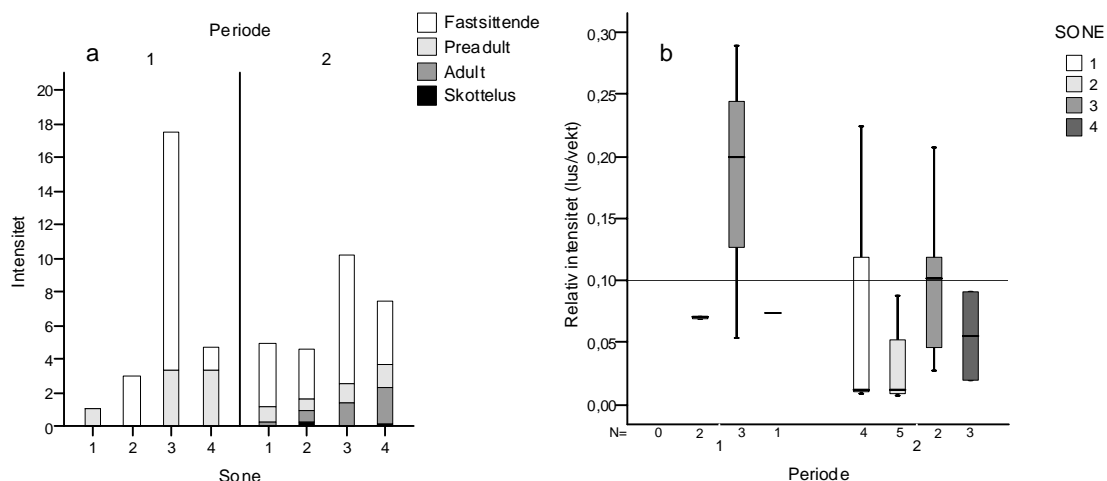 Periode
a
1
2
Fastsittende
Preadult
Adult
Skottelus
Intensitet
20
18
16
14
12
10
8
6
4
2
0
1 2 3 4 1 2 3 4
Sone
b
SONE
1
2
3
4
Relativ intensitet (lus/vekt)
0,30
0,25
0,20
0,15
0,10
0,05
0,00
N= 0 2 3 1 4 5 2 3
1 2
Periode